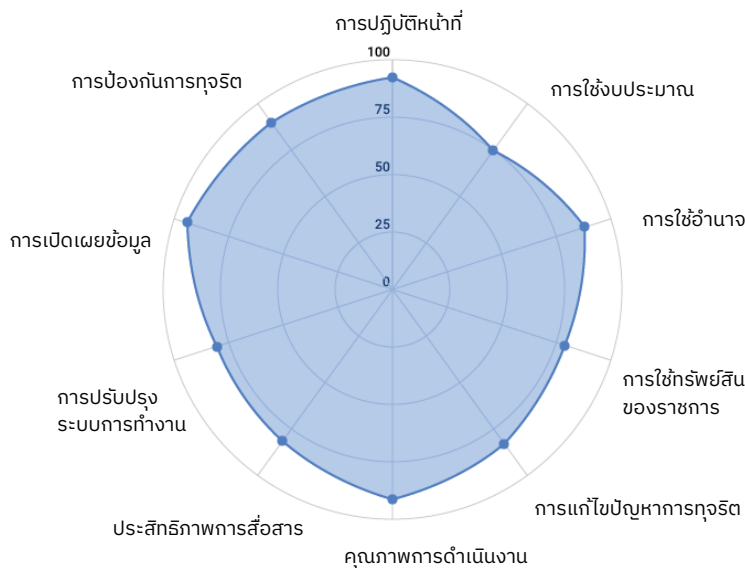 การปฏิบัติหน้าที่
100
การป้องกันการทุจริต
การใช้งบประมาณ
75
50
การใช้อำนาจ
25
การเปิดเผยข้อมูล
0
การใช้ทรัพย์สิน
ของราชการ
การปรับปรุง
ระบบการทำงาน
การแก้ไขปัญหาการทุจริต
ประสิทธิภาพการสื่อสาร
คุณภาพการดำเนินงาน